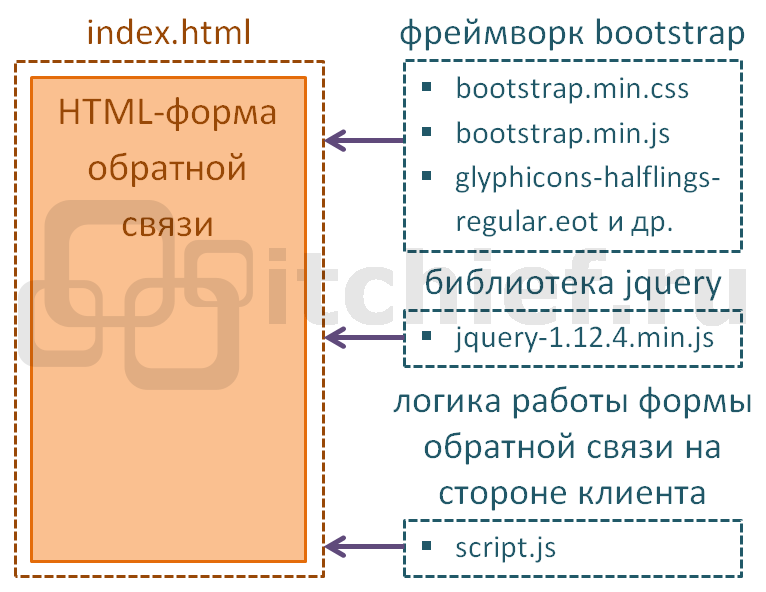 index.html
HTML-форма
обратной
связи
фреймворк bootstrap
bootstrap.min.css
bootstrap.min.js
glyphicons-halflings-
regular.eot и др.
itchief.ru
библиотека jquery
jquery-1.12.4.min.js
логика работы формы
обратной связи на
стороне клиента
script.js